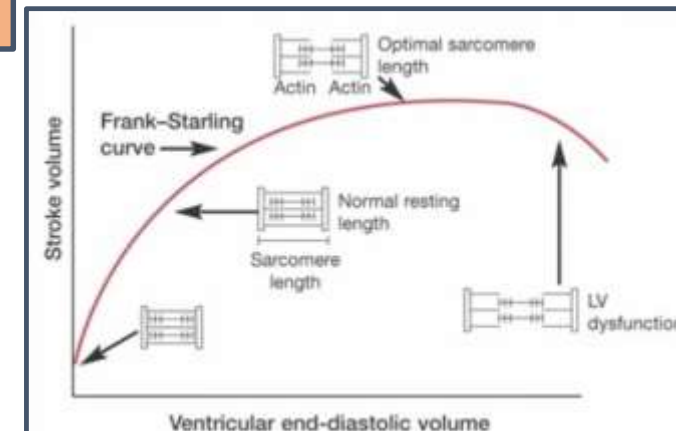 Optimal sarcomere
length
Actin Actin
Frank–Starling
curve
Stroke volume
Normal resting
length
Sarcomere
length
LV
dysfunction
Ventricular end-diastolic volume